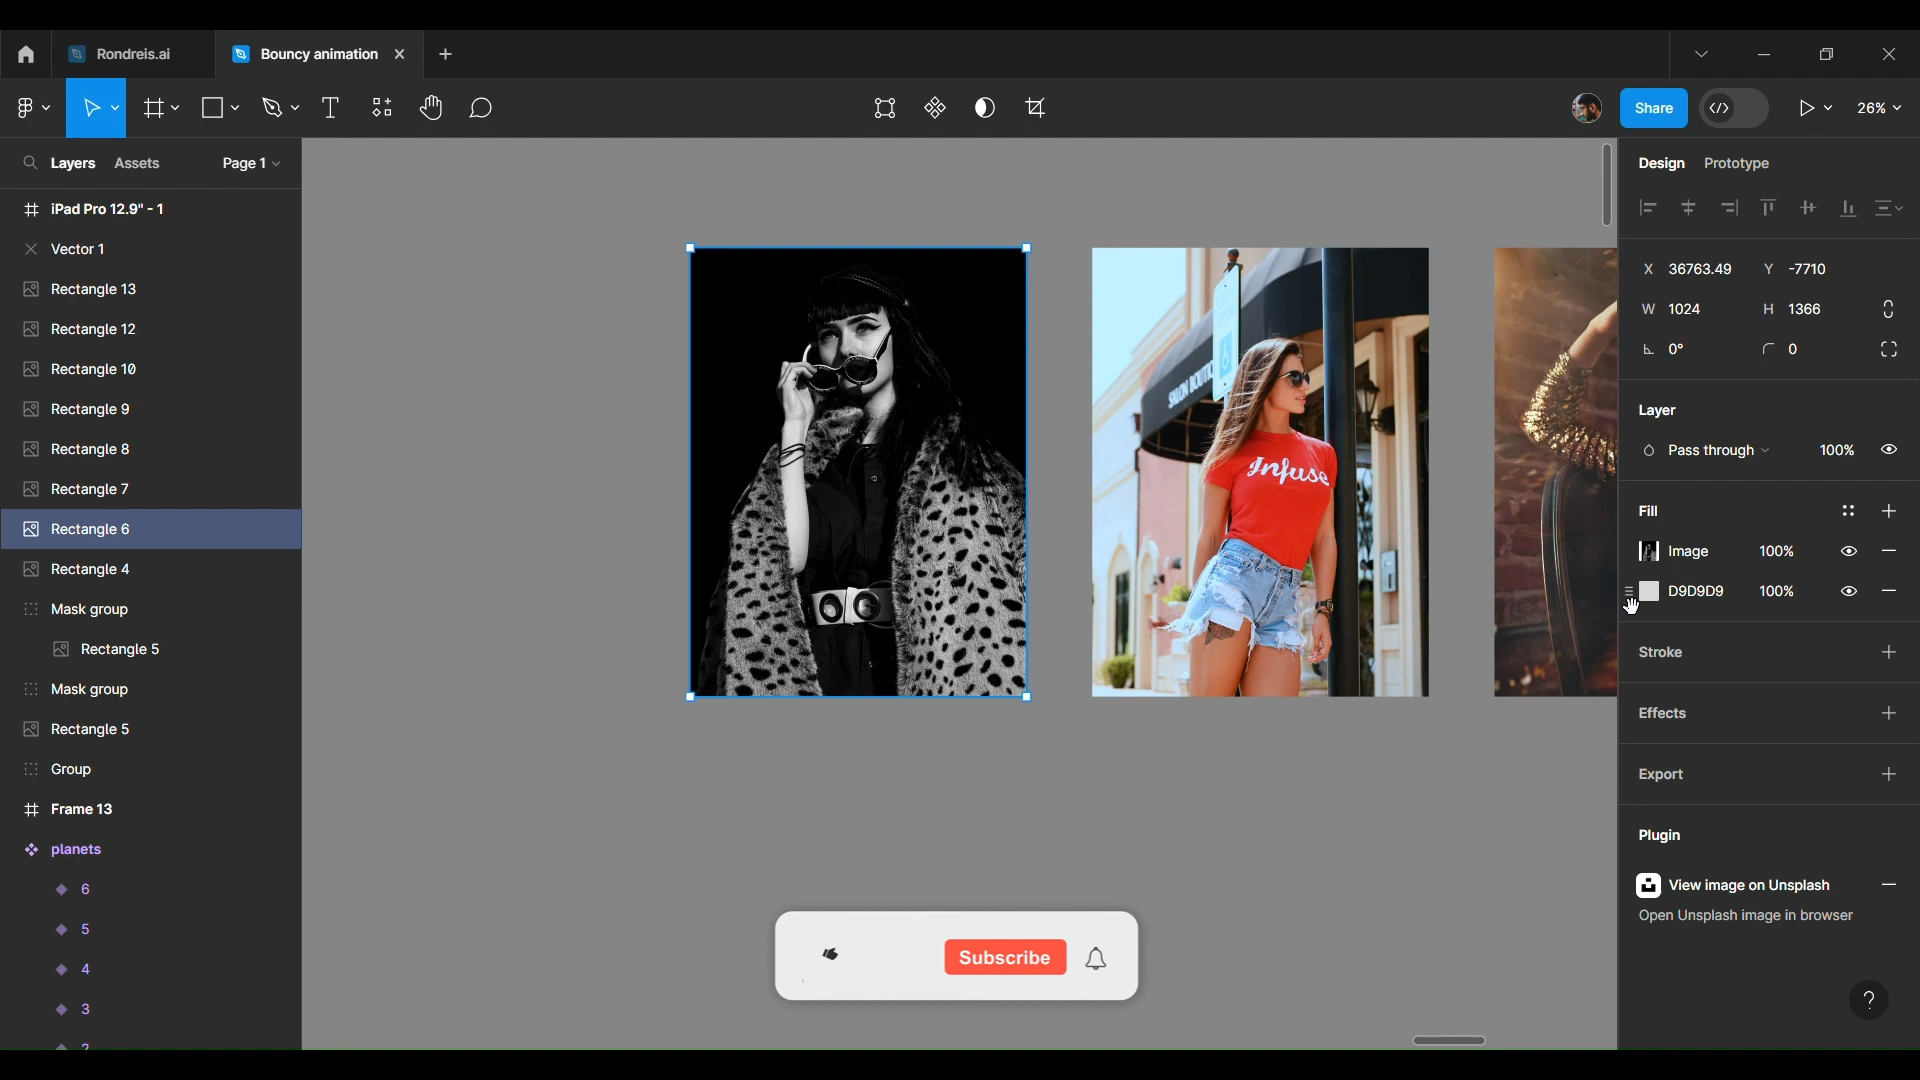 Rondreis.ai
Bouncy animation
Share
26%
Layers
Assets
Page 1
iPad Pro 12.9" - 1
Vector 1
Rectangle 13
Rectangle 12
Rectangle 10
Rectangle 9
Rectangle 8
Rectangle 7
Rectangle 6
Rectangle 4
Mask group
Rectangle 5
Mask group
Rectangle 5
Group
Frame 13
planets
6
5
4
3
2
SALON BOUTIQ
Infuse
Subscribe
Design
Prototype
X 36763.49 Y -7710
W 1024 H 1366
0° 0
Layer
Pass through 100%
Fill
Image 100%
D9D9D9 100%
Stroke
Effects
Export
Plugin
View image on Unsplash
Open Unsplash image in browser
?